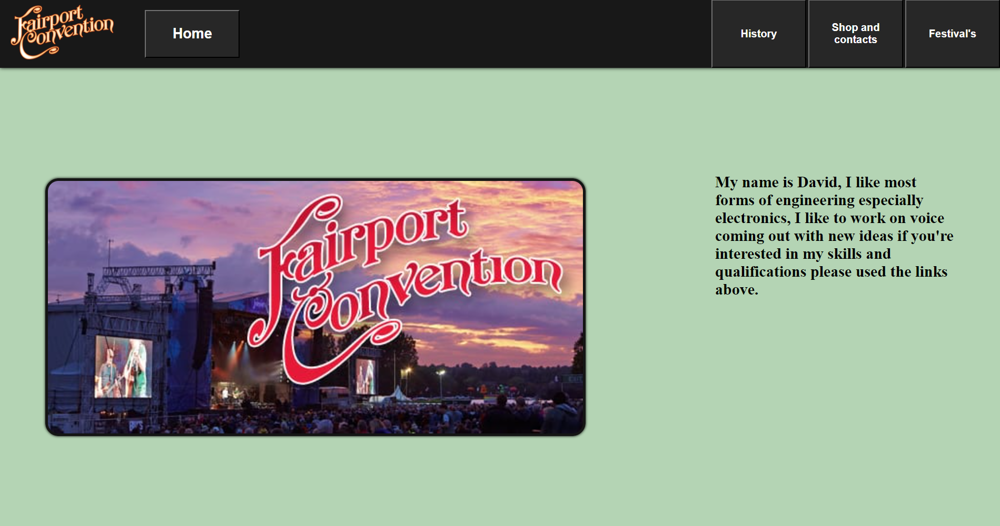 Fairport
Convention
Home
History
Shop and
contacts
Festival's
Fairport
Convention
EXIT
My name is David, I like most
forms of engineering especially
electronics, I like to work on voice
coming out with new ideas if you're
interested in my skills and
qualifications please used the links
above.